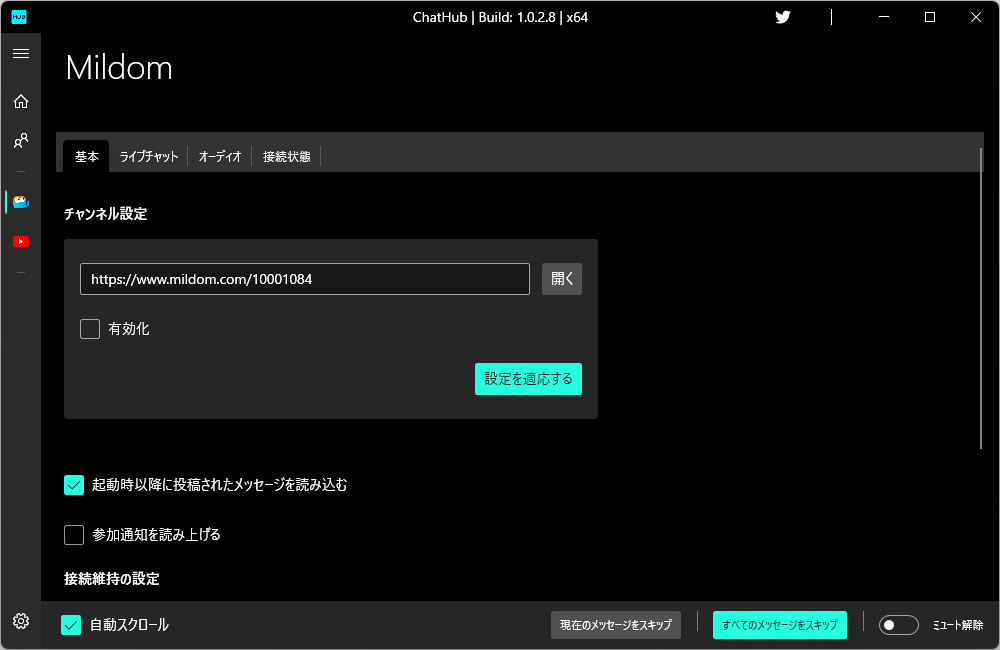 HUB
ChatHub | Build: 1.0.2.8 | x64
Mildom
基本 ライブチャット オーディオ 接続状態
チャンネル設定
https://www.mildom.com/10001084 開く
有効化
設定を適応する
起動時以降に投稿されたメッセージを読み込む
参加通知を読み上げる
接続維持の設定
自動スクロール 現在のメッセージをスキップ すべてのメッセージをスキップ ミュート解除